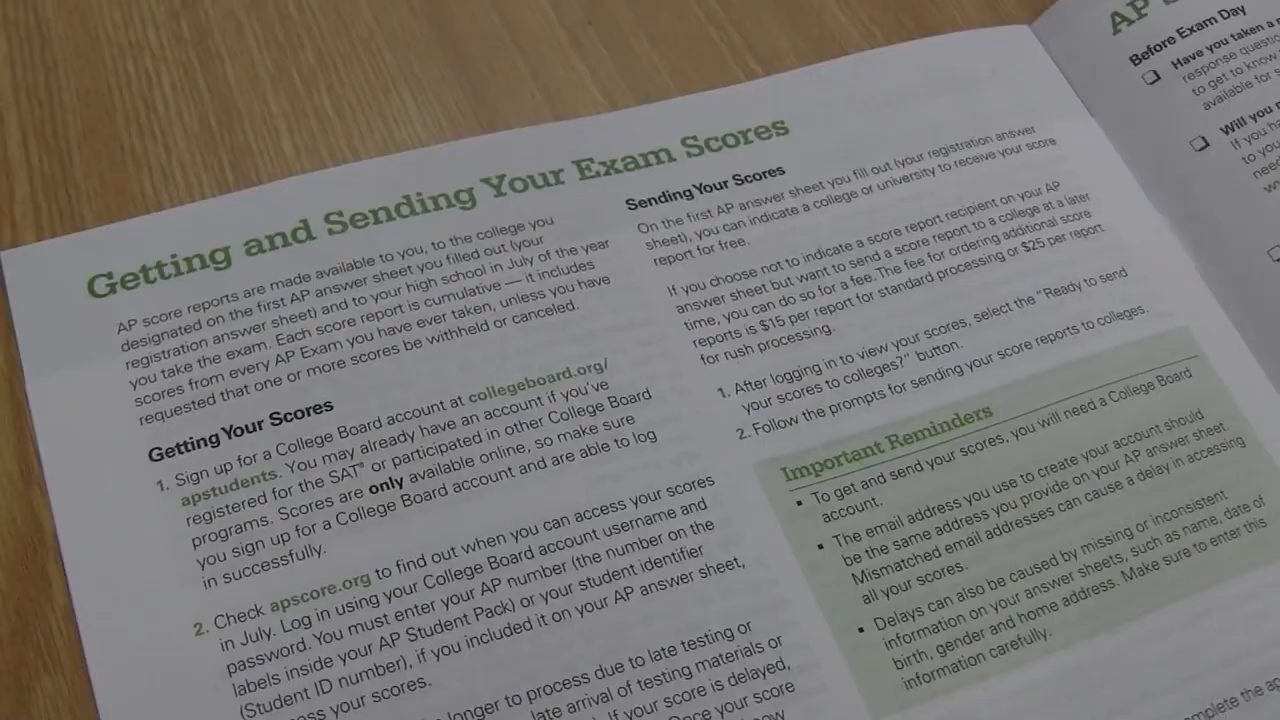 Getting and Sending Your Exam Scores
AP score reports are made available to you, to the college you
designated on the first AP answer sheet you filled out (your
registration answer sheet) and to your high school in July of the year
you take the exam. Each score report is cumulative — it includes
scores from every AP Exam you have ever taken, unless you have
requested that one or more scores be withheld or canceled.
Getting Your Scores
1. Sign up for a College Board account at collegeboard.org/
apstudents. You may already have an account if you've
registered for the SAT® or participated in other College Board
programs. Scores are only available online, so make sure
you sign up for a College Board account and are able to log
in successfully.
2. Check apscore.org to find out when you can access your scores
in July. Log in using your College Board account username and
password. You must enter your AP number (the number on the
labels inside your AP Student Pack) or your student identifier
(Student ID number), if you included it on your AP answer sheet,
your scores.
longer to process due to late testing or
late arrival of testing materials or
If your score is delayed,
Once your score
Sending Your Scores
On the first AP answer sheet you fill out (your registration answer
sheet), you can indicate a college or university to receive your score
report for free.
If you choose not to indicate a score report recipient on your AP
answer sheet but want to send a score report to a college at a later
time, you can do so for a fee. The fee for ordering additional score
reports is $15 per report for standard processing or $25 per report
for rush processing.
1. After logging in to view your scores, select the "Ready to send
your scores to colleges?" button.
2. Follow the prompts for sending your score reports to colleges.
Important Reminders
▪ To get and send your scores, you will need a College Board
account.
▪ The email address you use to create your account should
be the same address you provide on your AP answer sheet.
Mismatched email addresses can cause a delay in accessing
all your scores.
▪ Delays can also be caused by missing or inconsistent
information on your answer sheets, such as name, date of
birth, gender and home address. Make sure to enter this
information carefully.
AP
Before Exam Day
❑ Have you taken a
response
to get to know
available for
❑ Will you
If you ha
to you